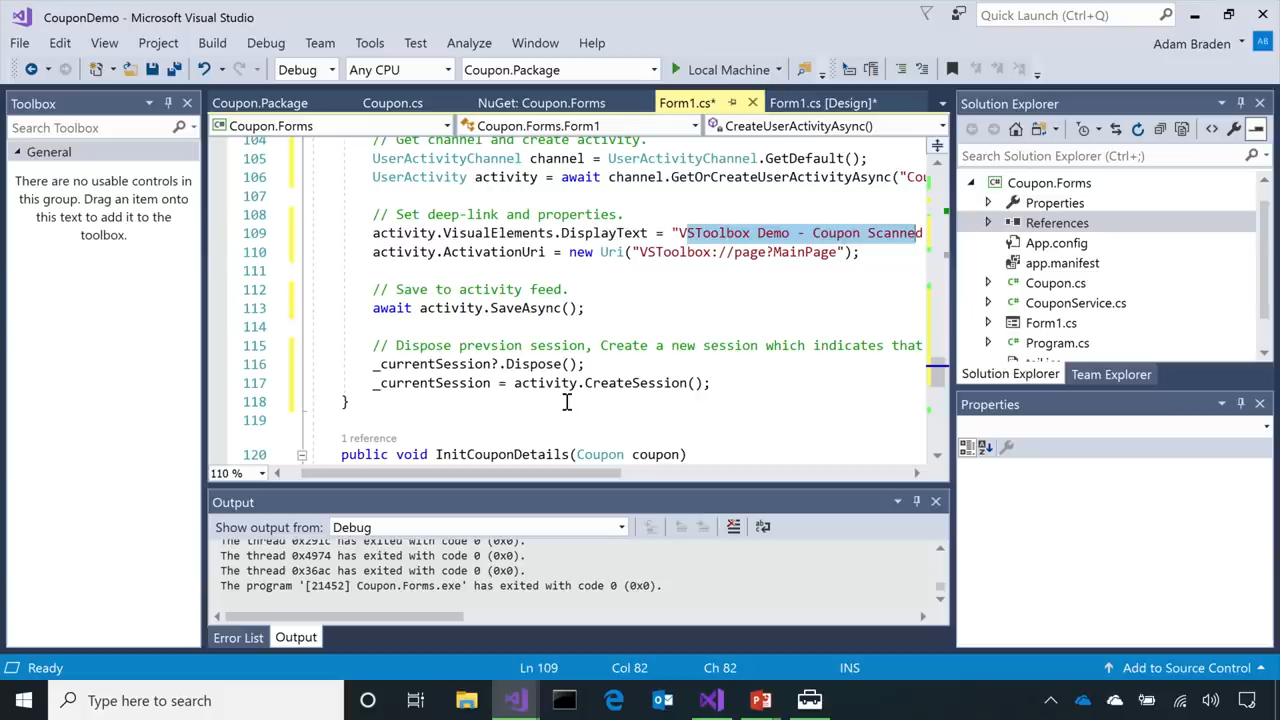 CouponDemo - Microsoft Visual Studio
Quick Launch (Ctrl+Q)
File Edit View Project Build Debug Team Tools Test Analyze Window Help
Adam Braden AB
Debug Any CPU Coupon.Package Local Machine
Toolbox
Search Toolbox
General
There are no usable controls in
this group. Drag an item onto
this text to add it to the
toolbox.
Coupon.Package Coupon.cs NuGet: Coupon.Forms Form1.cs* Form1.cs [Design]*
Coupon.Forms Coupon.Forms.Form1 CreateUserActivityAsync()
104 // Get channel and create activity.
105 UserActivityChannel channel = UserActivityChannel.GetDefault();
106 UserActivity activity = await channel.GetOrCreateUserActivityAsync("Cou
107
108 // Set deep-link and properties.
109 activity.VisualElements.DisplayText = "VSToolbox Demo - Coupon Scanned
110 activity.ActivationUri = new Uri("VSToolbox://page?MainPage");
111
112 // Save to activity feed.
113 await activity.SaveAsync();
114
115 // Dispose prevsion session, Create a new session which indicates that
116 _currentSession?.Dispose();
117 _currentSession = activity.CreateSession();
118 }
119
1 reference
120 public void InitCouponDetails(Coupon coupon)
110 %
Output
Show output from: Debug
The thread 0x291c has exited with code 0 (0x0).
The thread 0x4974 has exited with code 0 (0x0).
The thread 0x36ac has exited with code 0 (0x0).
The program '[21452] Coupon.Forms.exe' has exited with code 0 (0x0).
Error List Output
Solution Explorer
Search Solution Explorer (Ctrl+;)
Coupon.Forms
Properties
References
App.config
app.manifest
Coupon.cs
CouponService.cs
Form1.cs
Program.cs
Solution Explorer Team Explorer
Properties
Ready Ln 109 Col 82 Ch 82 INS Add to Source Control
Type here to search